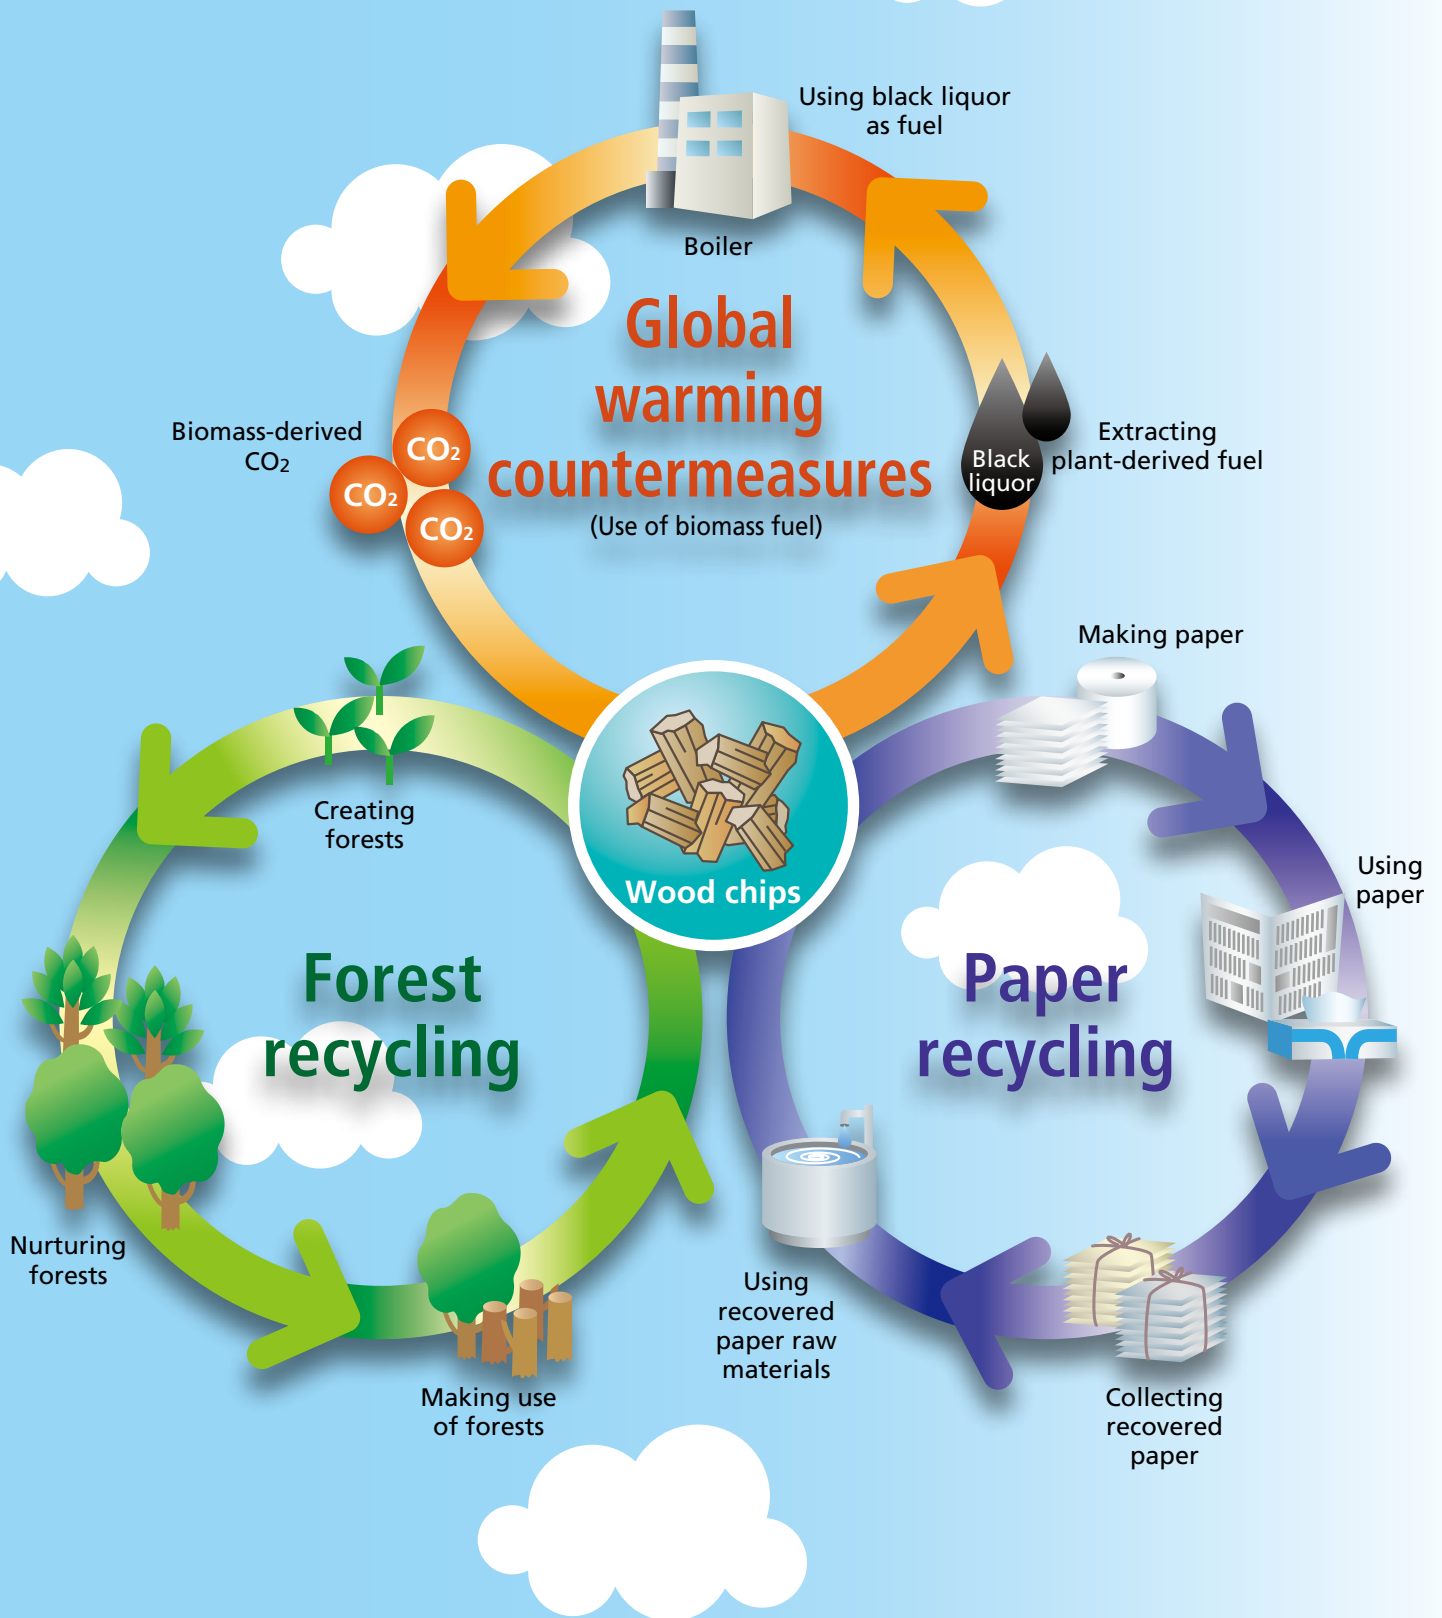 Using black liquor
as fuel
Boiler
Global
warming
countermeasures
(Use of biomass fuel)
Biomass-derived
CO2
CO2
CO2
CO2
Black
liquor
Extracting
plant-derived fuel
Making paper
Creating
forests
Wood chips
Using
paper
Forest
recycling
Paper
recycling
Nurturing
forests
Making use
of forests
Using
recovered
paper raw
materials
Collecting
recovered
paper